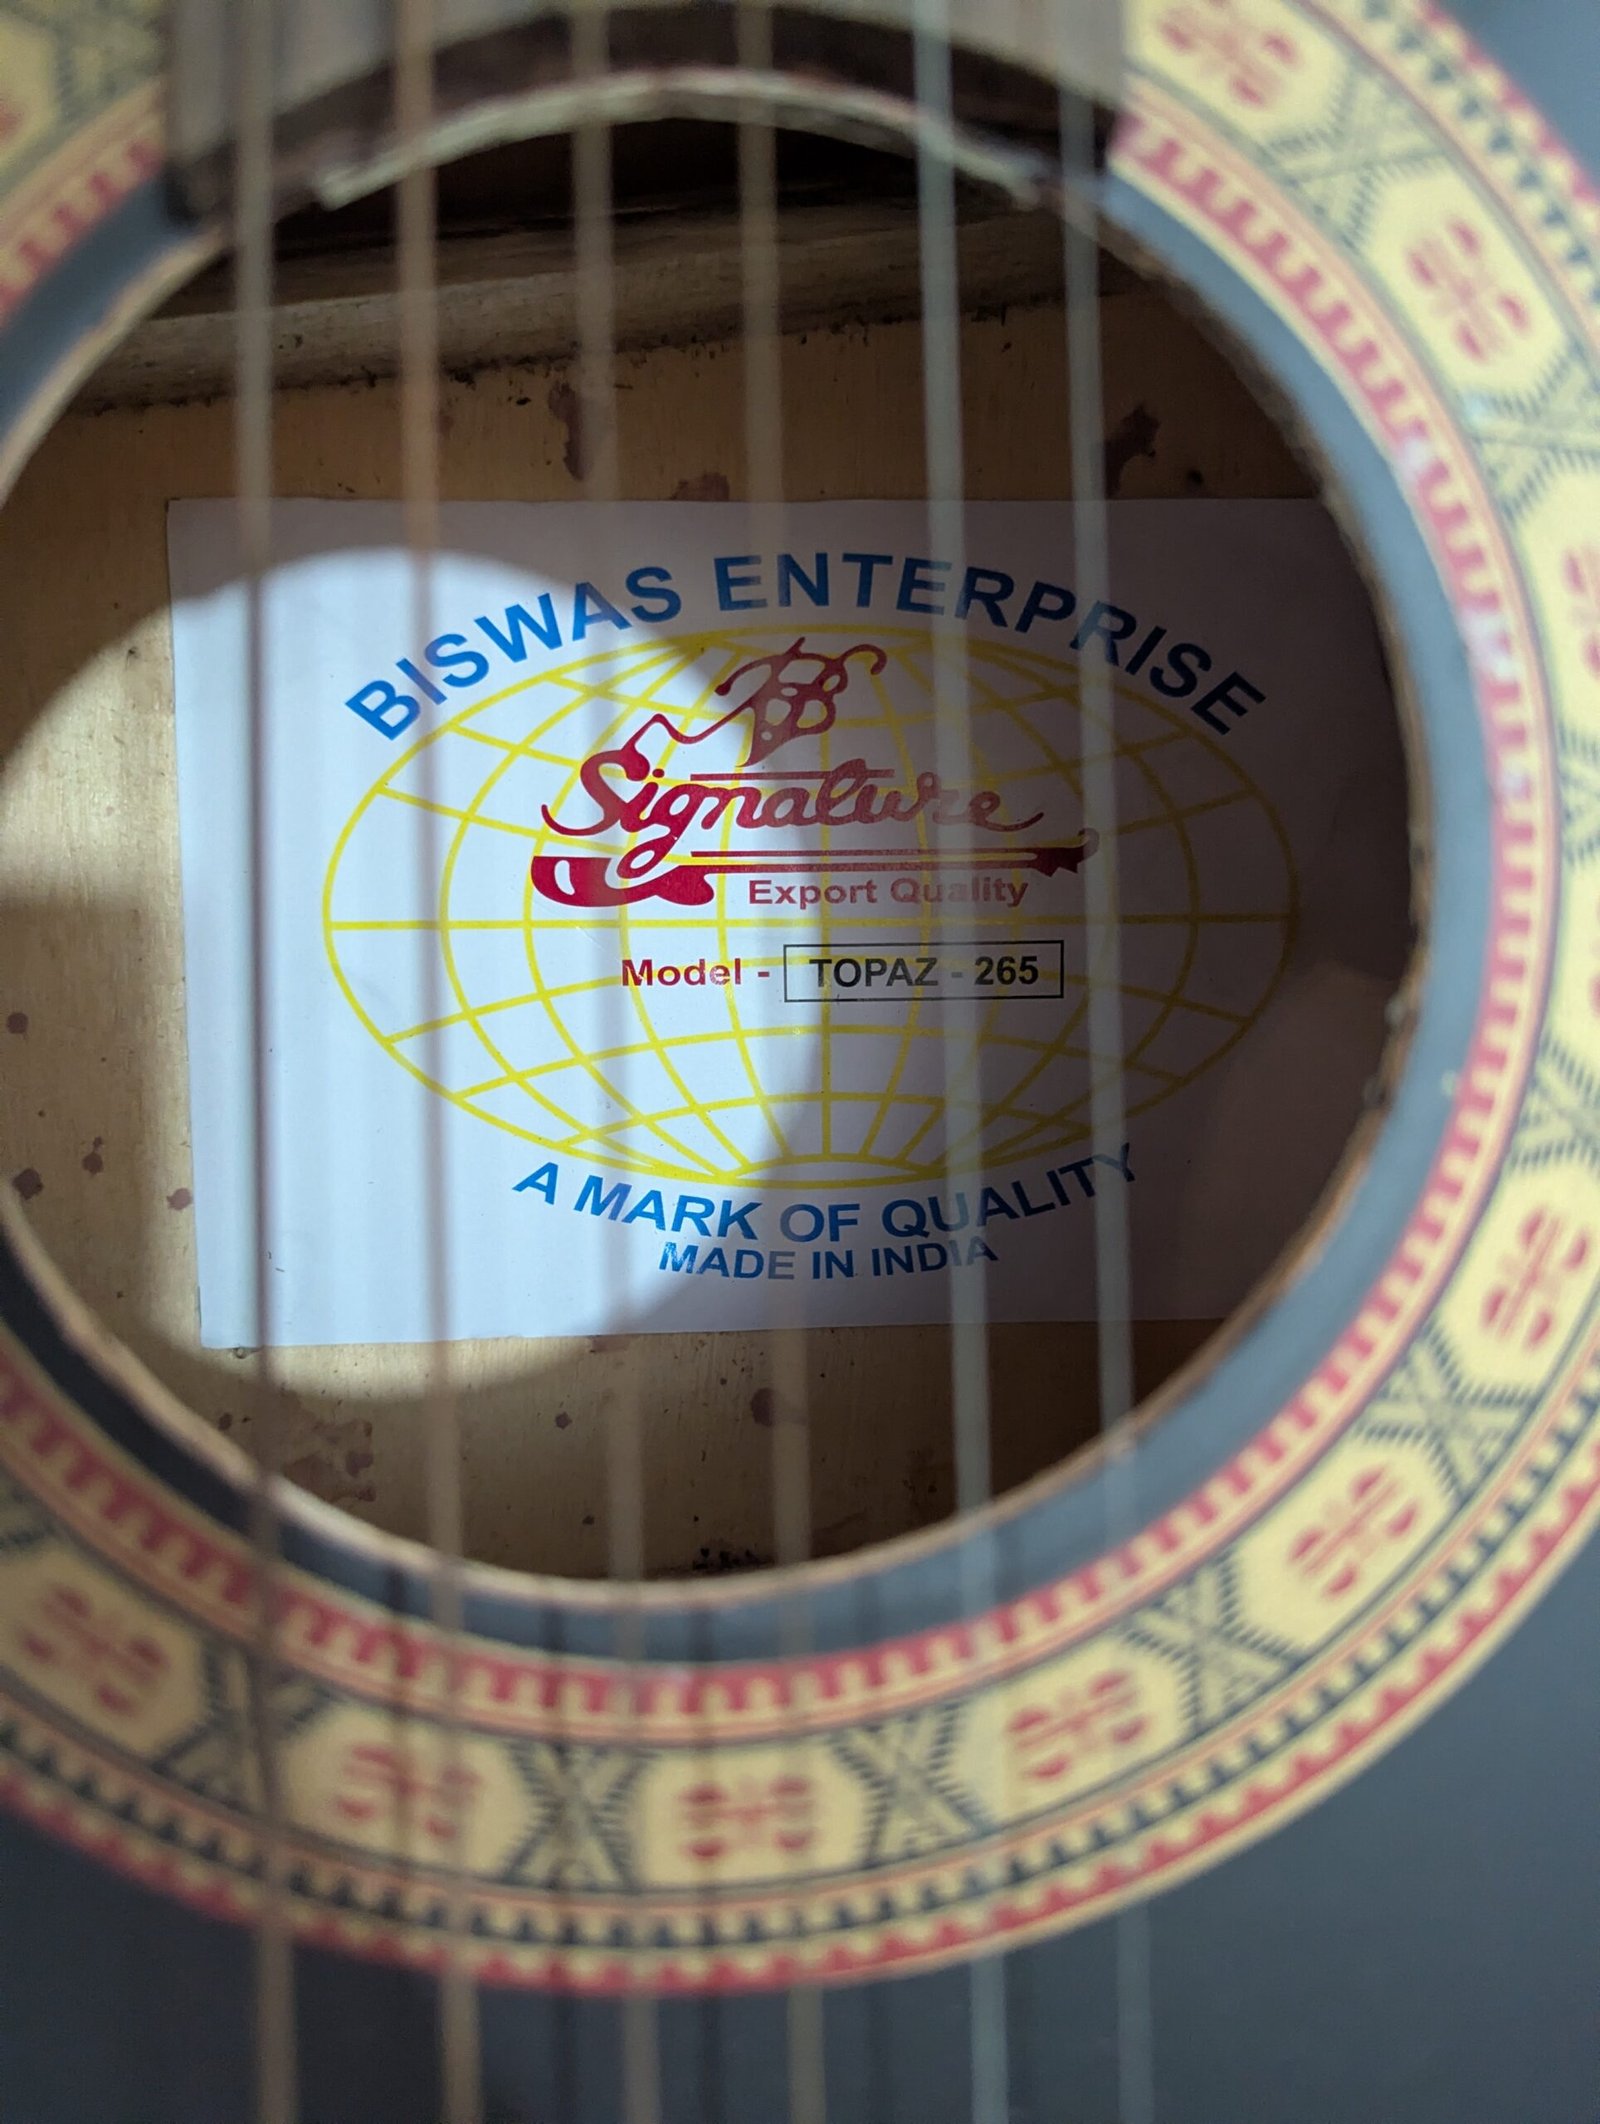 BISWAS ENTERPRISE
Signature
Export Quality
Model - TOPAZ - 265
A MARK OF QUALITY
MADE IN INDIA